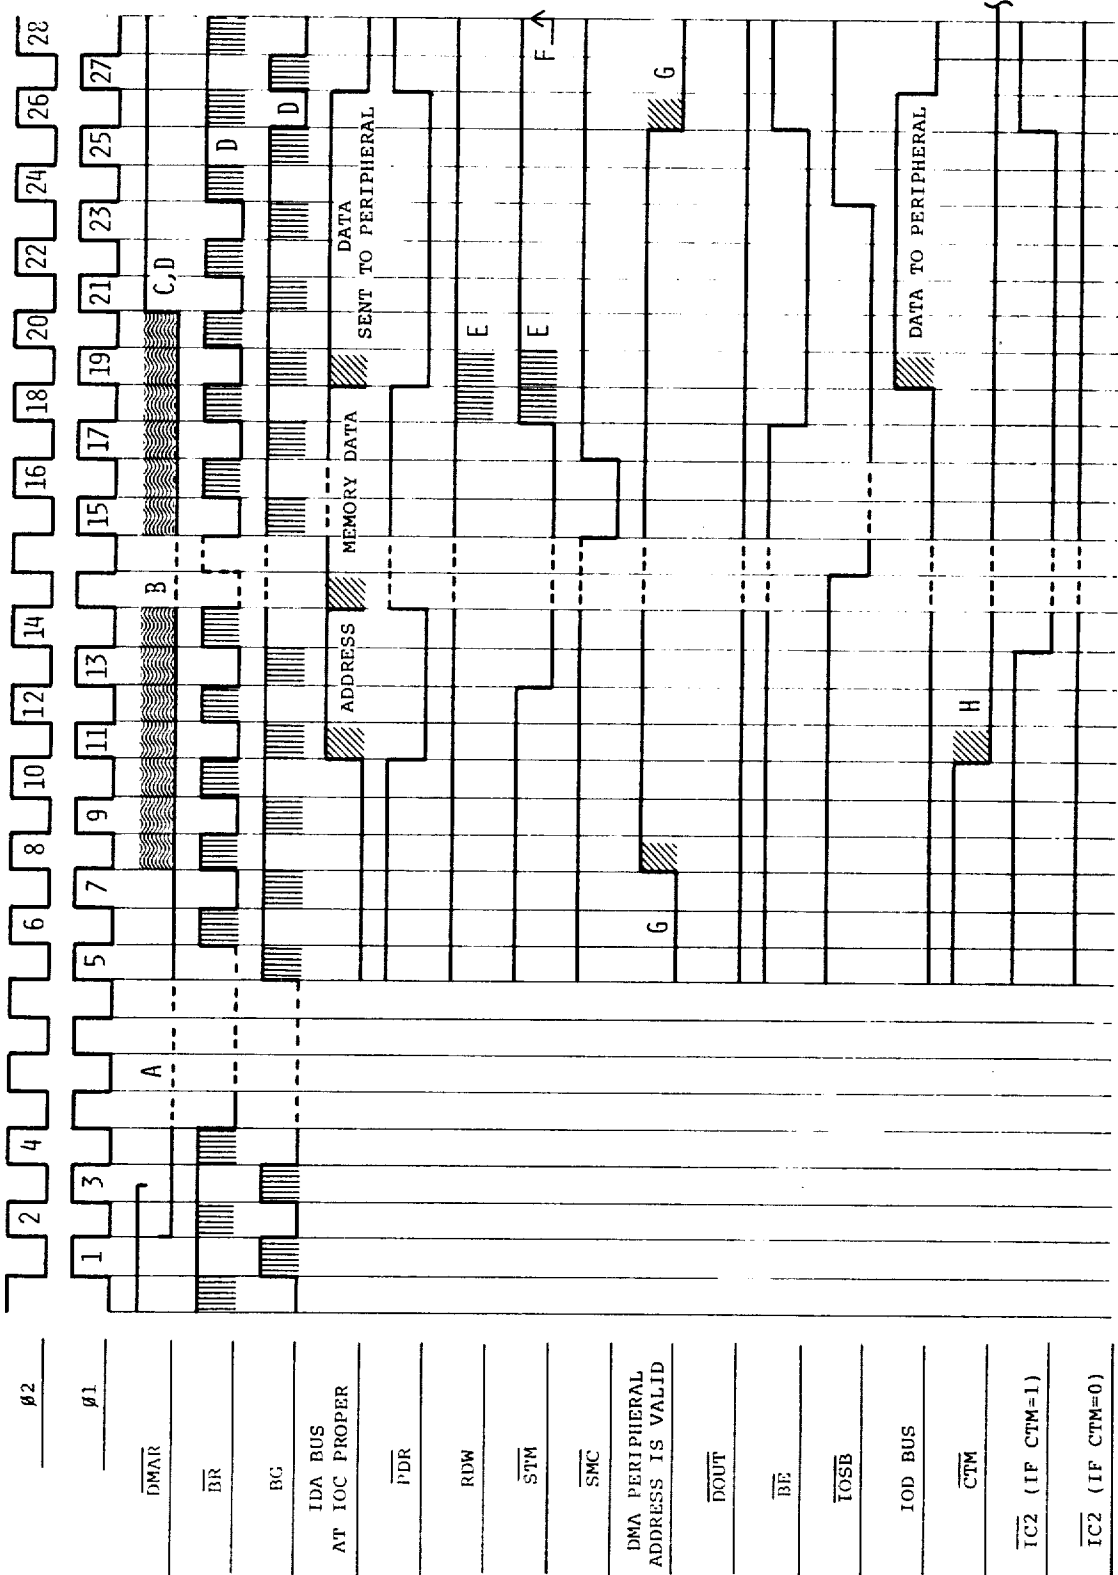 ø2
1 2 3 4 5 6 7 8 9 10 11 12 13 14 15 16 17 18 19 20 21 22 23 24 25 26 27 28
ø1
DMAR
A
B
C,D
BR
D
BG
D
IDA BUS
AT IOC PROPER
ADDRESS
MEMORY DATA
DATA
SENT TO PERIPHERAL
PDR
RDW
E
STM
E
F
SMC
DMA PERIPHERAL
ADDRESS IS VALID
G
G
DOUT
BE
IOSB
IOD BUS
DATA TO PERIPHERAL
CTM
H
IC2 (IF CTM=1)
IC2 (IF CTM=0)